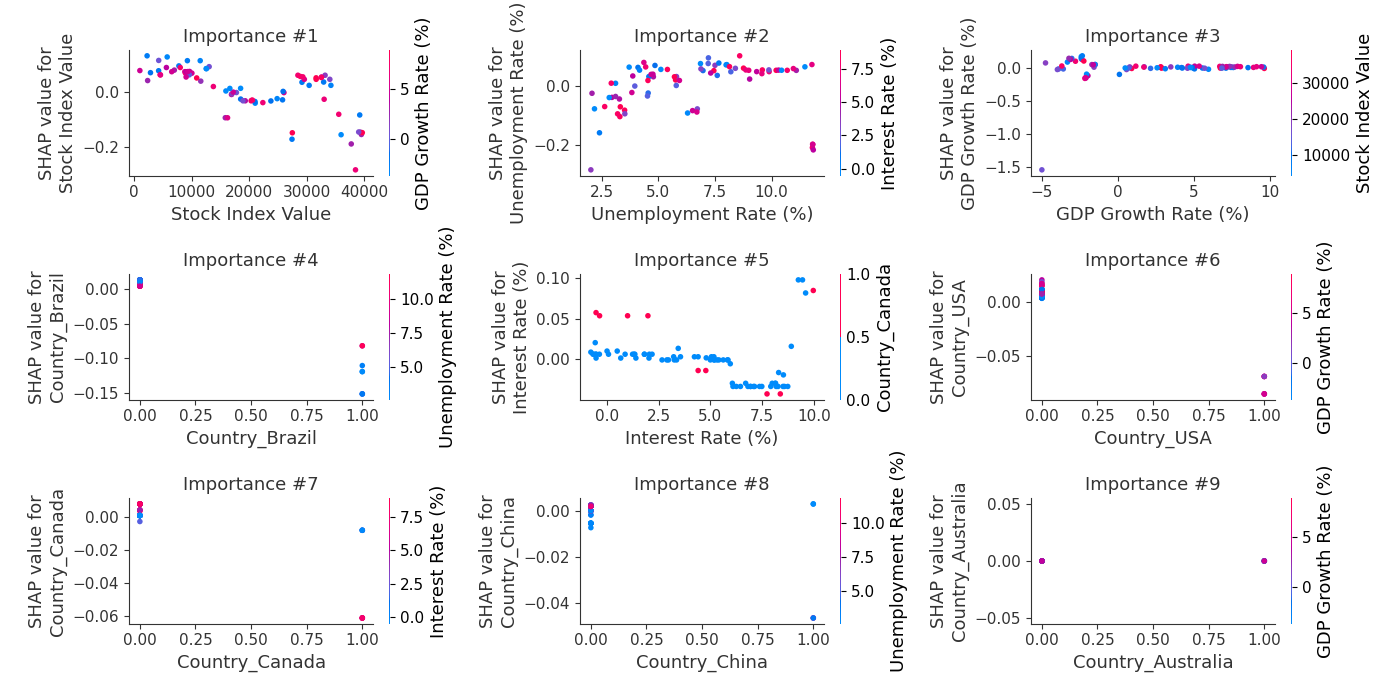 Importance #1
SHAP value for
Stock Index Value
0.0
−0.2
0
10000
20000
30000
40000
Stock Index Value
5
0
GDP Growth Rate (%)
Importance #2
SHAP value for
Unemployment Rate (%)
0.0
−0.2
2.5
5.0
7.5
10.0
Unemployment Rate (%)
7.5
5.0
2.5
0.0
Interest Rate (%)
Importance #3
SHAP value for
GDP Growth Rate (%)
0.0
−0.5
−1.0
−1.5
−5
0
5
10
GDP Growth Rate (%)
30000
20000
10000
Stock Index Value
Importance #4
SHAP value for
Country_Brazil
0.00
−0.05
−0.10
−0.15
0.00
0.25
0.50
0.75
1.00
Country_Brazil
10.0
7.5
5.0
Unemployment Rate (%)
Importance #5
SHAP value for
Interest Rate (%)
0.10
0.05
0.00
0.0
2.5
5.0
7.5
10.0
Interest Rate (%)
1.0
0.5
0.0
Country_Canada
Importance #6
SHAP value for
Country_USA
0.00
−0.05
0.00
0.25
0.50
0.75
1.00
Country_USA
5
0
GDP Growth Rate (%)
Importance #7
SHAP value for
Country_Canada
0.00
−0.02
−0.04
−0.06
0.00
0.25
0.50
0.75
1.00
Country_Canada
7.5
5.0
2.5
0.0
Interest Rate (%)
Importance #8
SHAP value for
Country_China
0.00
−0.02
−0.04
0.00
0.25
0.50
0.75
1.00
Country_China
10.0
7.5
5.0
Unemployment Rate (%)
Importance #9
SHAP value for
Country_Australia
0.05
0.00
−0.05
0.00
0.25
0.50
0.75
1.00
Country_Australia
5
0
GDP Growth Rate (%)